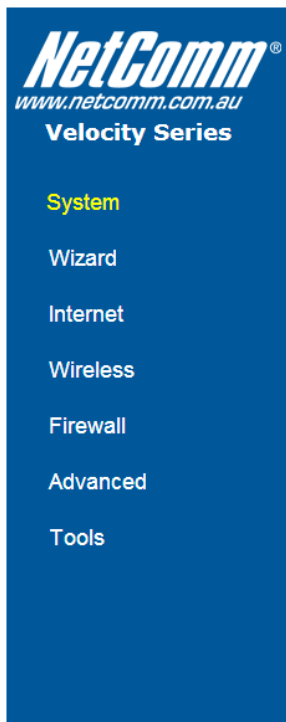 NetComm®
www.netcomm.com.au
Velocity Series
System
Wizard
Internet
Wireless
Firewall
Advanced
Tools